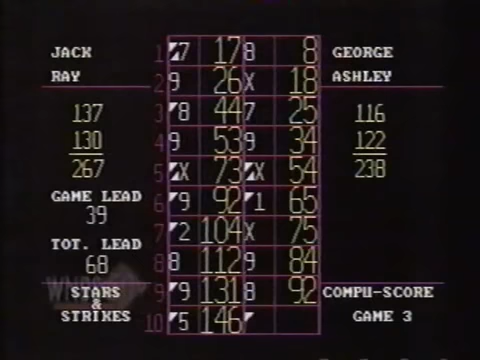 JACK 1 7 17 8 8 GEORGE
RAY 2 9 26 X 18 ASHLEY
137 3 8 44 7 25 116
130 4 9 53 9 34 122
267 5 X 73 X 54 238
GAME LEAD 6 9 92 1 65
39 7 2 104 X 75
TOT. LEAD 8 8 112 9 84
68
STARS 9 9 131 8 92 COMPU-SCORE
&
STRIKES 10 5 146 GAME 3